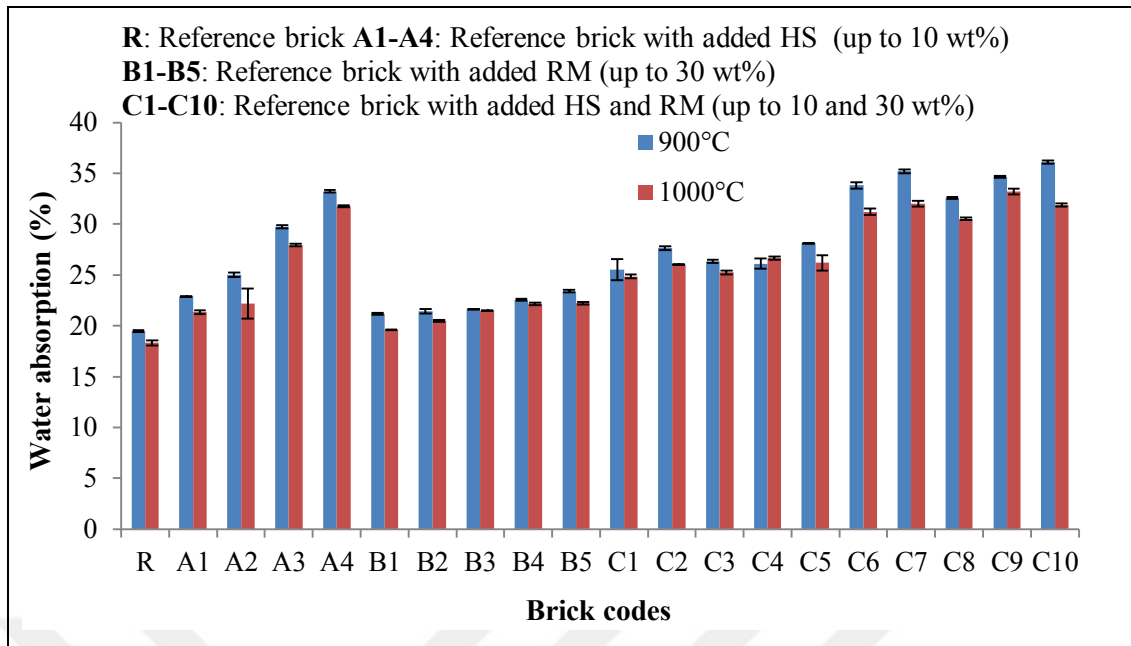 R: Reference brick A1-A4: Reference brick with added HS (up to 10 wt%)
B1-B5: Reference brick with added RM (up to 30 wt%)
C1-C10: Reference brick with added HS and RM (up to 10 and 30 wt%)
900°C
1000°C
Water absorption (%)
40
35
30
25
20
15
10
5
0
R A1 A2 A3 A4 B1 B2 B3 B4 B5 C1 C2 C3 C4 C5 C6 C7 C8 C9 C10
Brick codes